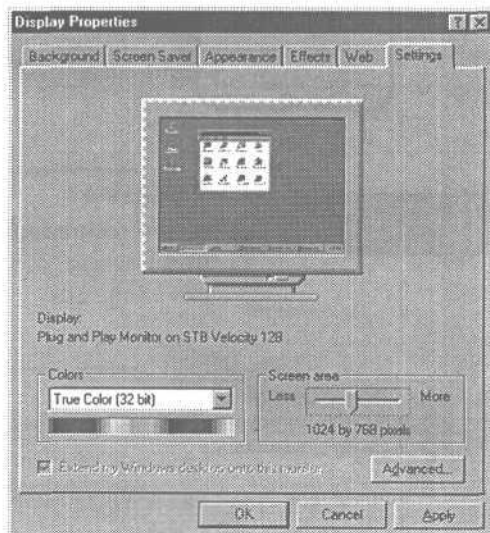 Display Properties
Background Screen Saver Appearance Effects Web Settings
Display:
Plug and Play Monitor on STB Velocity 128
Colors
True Color (32 bit)
Screen area
Less More
1024 by 768 pixels
Extend my Windows desktop onto this monitor
Advanced...
OK Cancel Apply